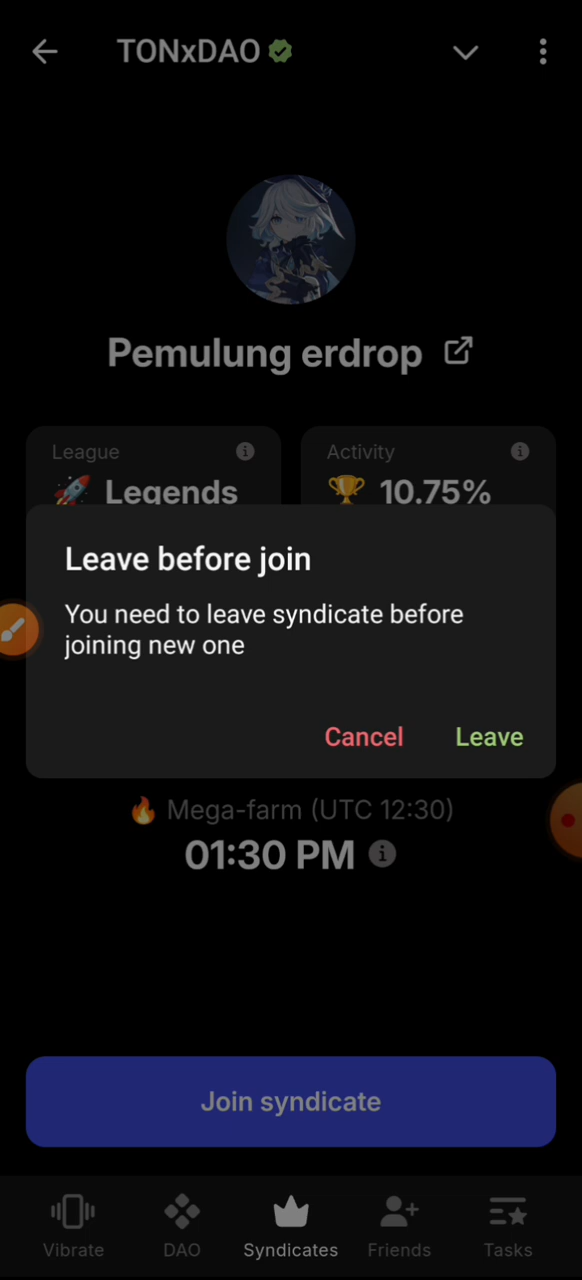 TONxDAO
Pemulung erdrop
League
Activity
Legends
10.75%
Leave before join
You need to leave syndicate before
joining new one
Cancel
Leave
Mega-farm (UTC 12:30)
01:30 PM
Join syndicate
Vibrate
DAO
Syndicates
Friends
Tasks